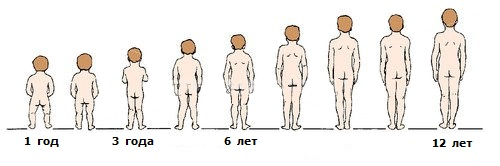 1 год 3 года 6 лет 12 лет